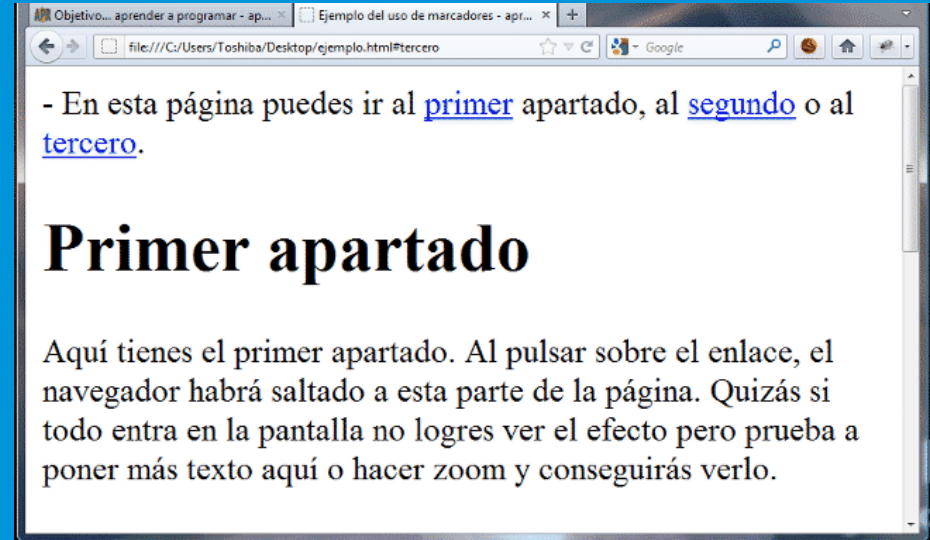 Objetivo... aprender a programar - ap...
Ejemplo del uso de marcadores - apr...
file:///C:/Users/Toshiba/Desktop/ejemplo.html#tercero
Google
- En esta página puedes ir al primer apartado, al segundo o al
tercero.
Primer apartado
Aquí tienes el primer apartado. Al pulsar sobre el enlace, el
navegador habrá saltado a esta parte de la página. Quizás si
todo entra en la pantalla no logres ver el efecto pero prueba a
poner más texto aquí o hacer zoom y conseguirás verlo.